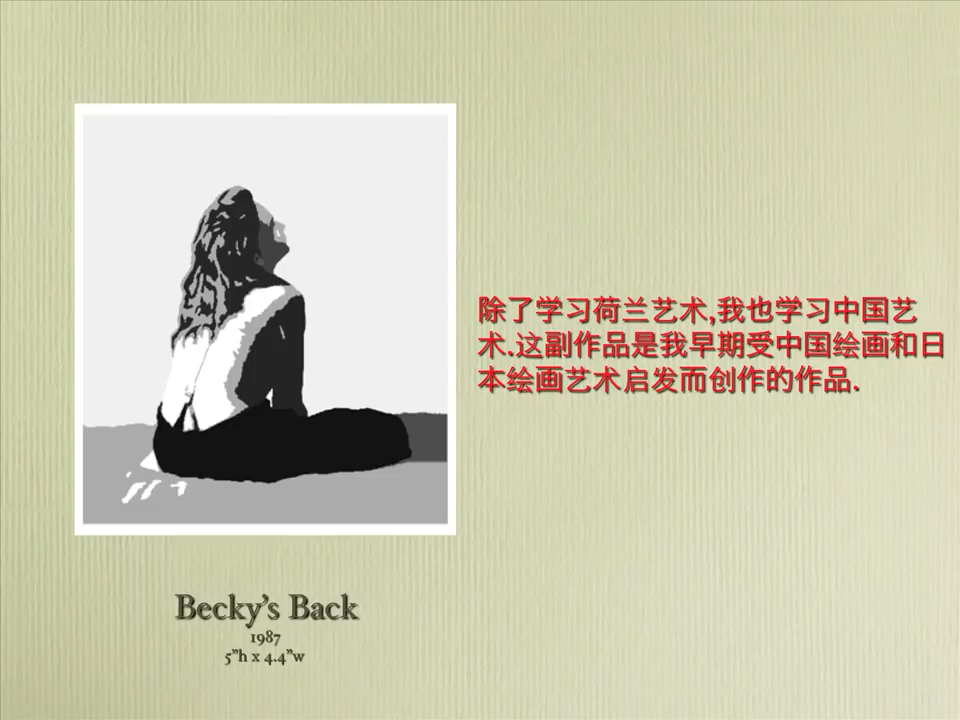 除了学习荷兰艺术,我也学习中国艺
术.这副作品是我早期受中国绘画和日
本绘画艺术启发而创作的作品.
Becky’s Back
1987
5”h x 4.4”w